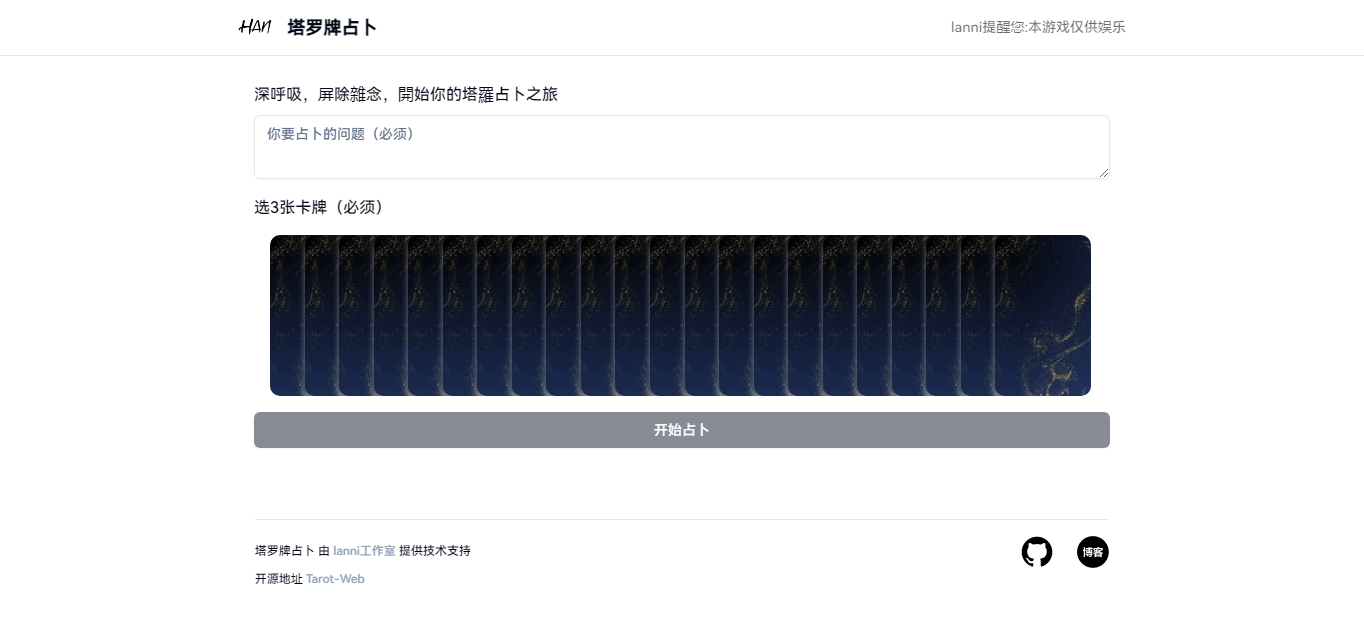 HAN 塔罗牌占卜
lanni提醒您:本游戏仅供娱乐
深呼吸，屏除雜念，開始你的塔羅占卜之旅
你要占卜的问题（必须）
选3张卡牌（必须）
开始占卜
塔罗牌占卜 由 lanni工作室 提供技术支持
开源地址 Tarot-Web
博客